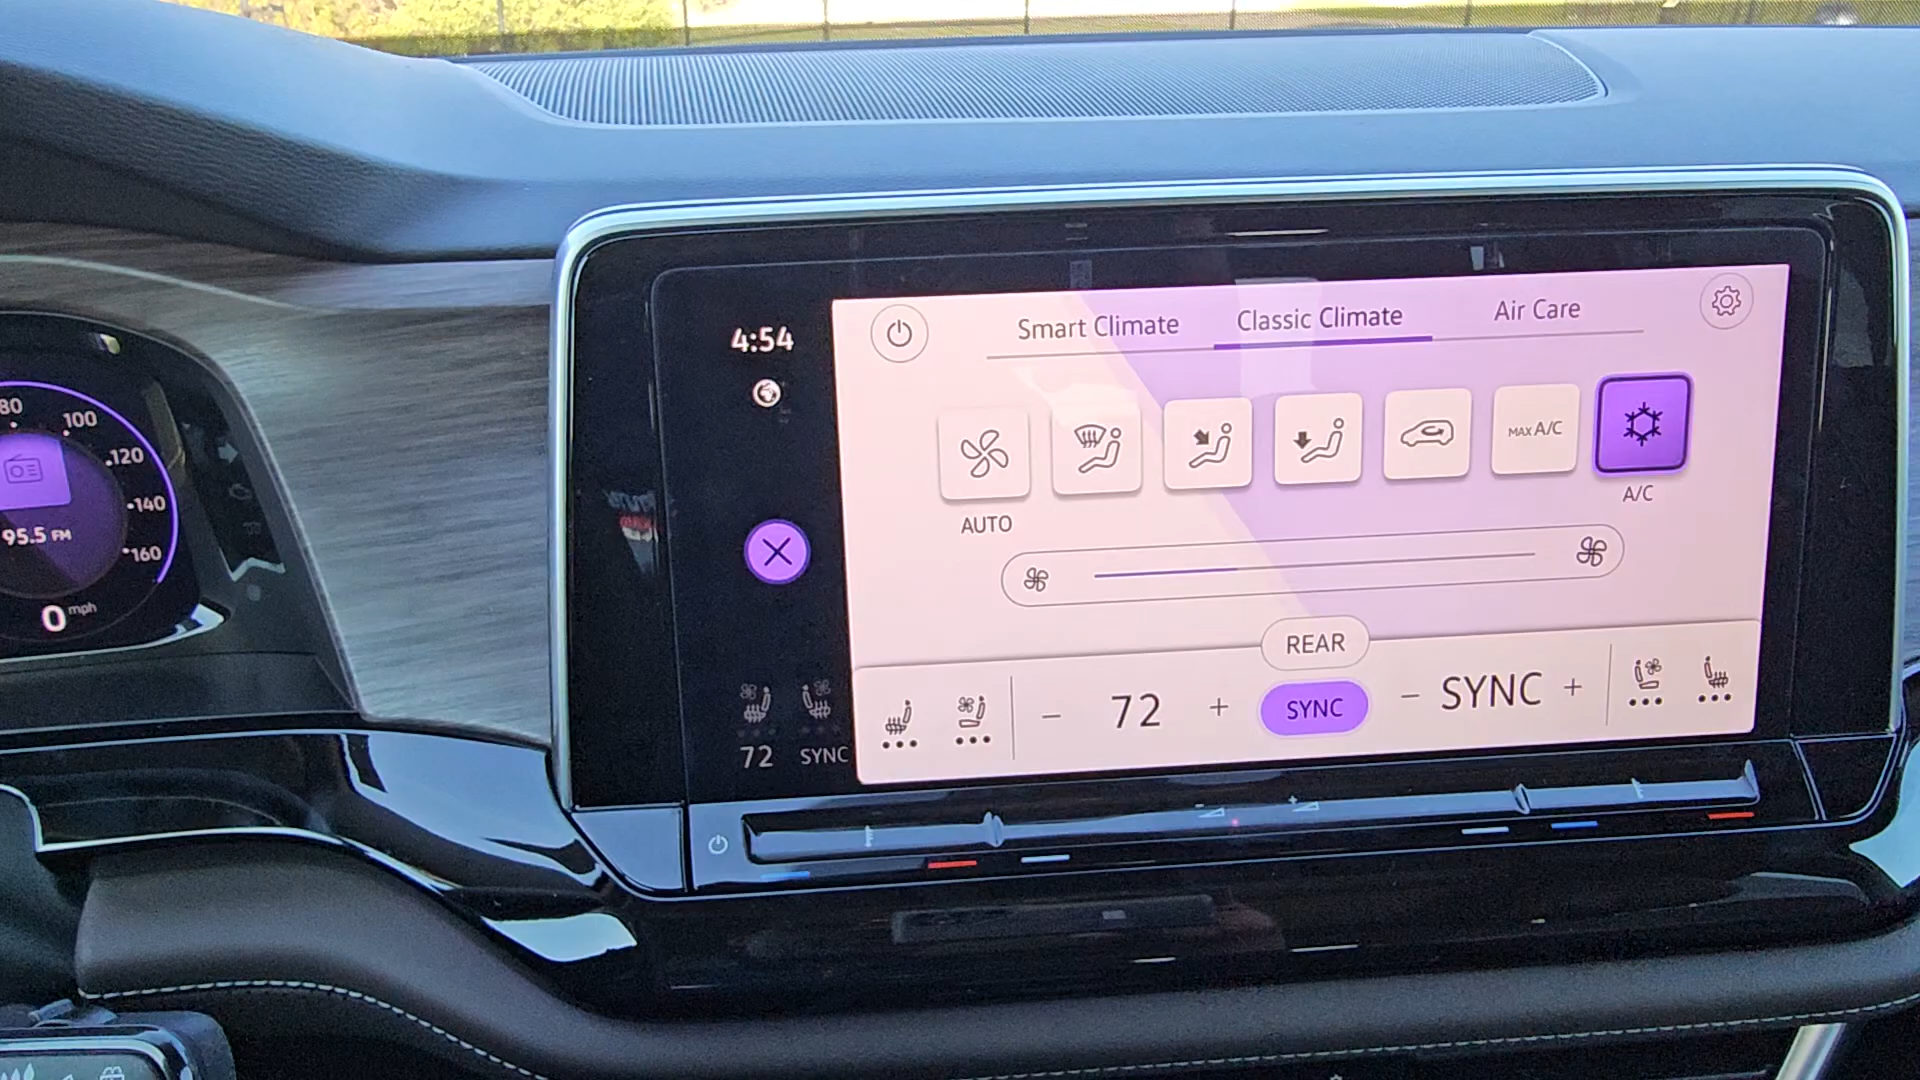 4:54
Smart Climate
Classic Climate
Air Care
MAX A/C
AUTO
A/C
REAR
72
SYNC
SYNC
72
SYNC
80
100
120
140
160
95.5 FM
0 mph